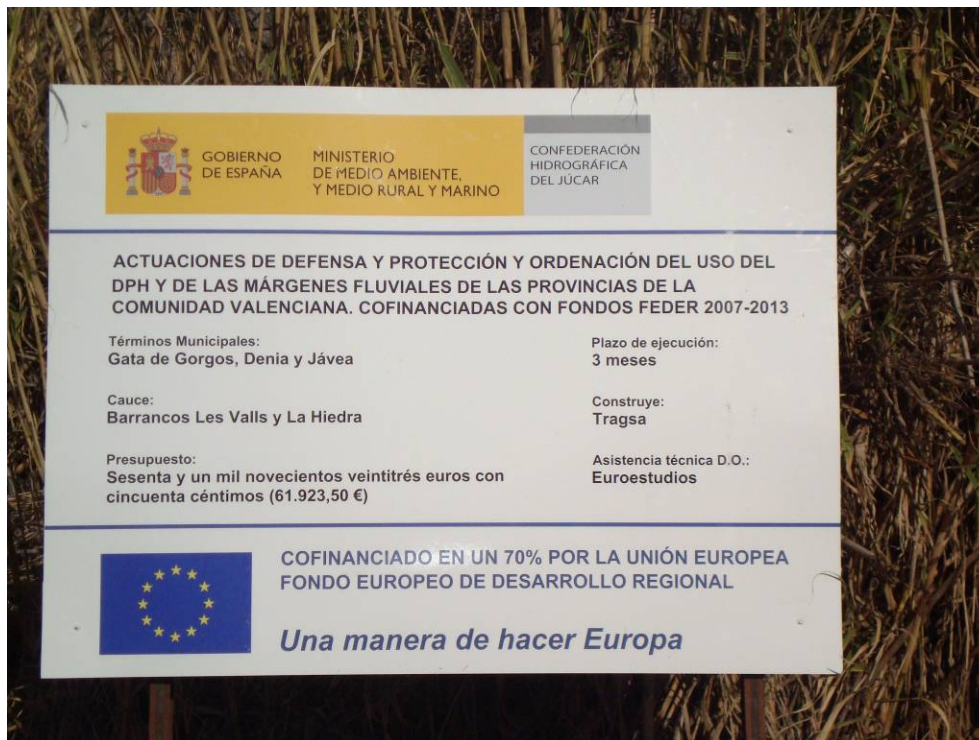 GOBIERNO
DE ESPAÑA
MINISTERIO
DE MEDIO AMBIENTE,
Y MEDIO RURAL Y MARINO
CONFEDERACIÓN
HIDROGRÁFICA
DEL JÚCAR
ACTUACIONES DE DEFENSA Y PROTECCIÓN Y ORDENACIÓN DEL USO DEL
DPH Y DE LAS MÁRGENES FLUVIALES DE LAS PROVINCIAS DE LA
COMUNIDAD VALENCIANA. COFINANCIADAS CON FONDOS FEDER 2007-2013
Términos Municipales:
Gata de Gorgos, Denia y Jávea
Plazo de ejecución:
3 meses
Cauce:
Barrancos Les Valls y La Hiedra
Construye:
Tragsa
Presupuesto:
Sesenta y un mil novecientos veintitrés euros con
cincuenta céntimos (61.923,50 €)
Asistencia técnica D.O.:
Euroestudios
COFINANCIADO EN UN 70% POR LA UNIÓN EUROPEA
FONDO EUROPEO DE DESARROLLO REGIONAL
Una manera de hacer Europa